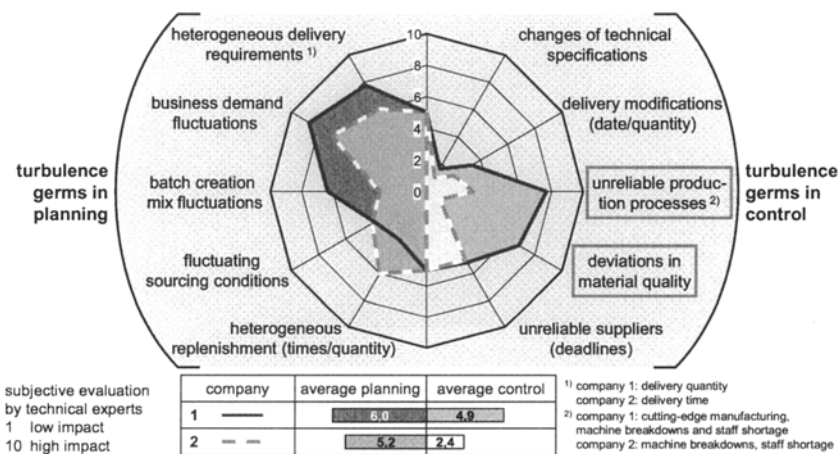 heterogeneous delivery
requirements 1)
changes of technical
specifications
10
8
6
4
2
0
business demand
fluctuations
delivery modifications
(date/quantity)
turbulence
germs in
planning
batch creation
mix fluctuations
unreliable produc-
tion processes 2)
turbulence
germs in
control
fluctuating
sourcing conditions
deviations in
material quality
heterogeneous
replenishment (times/quantity)
unreliable suppliers
(deadlines)
subjective evaluation
by technical experts
1 low impact
10 high impact
company average planning average control
1 6,0 4,9
2 5,2 2,4
1) company 1: delivery quantity
company 2: delivery time
2) company 1: cutting-edge manufacturing,
machine breakdowns and staff shortage
company 2: machine breakdowns, staff shortage